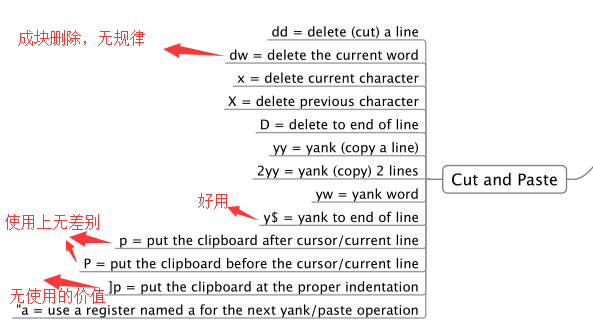 成块删除，无规律
dd = delete (cut) a line
dw = delete the current word
x = delete current character
X = delete previous character
D = delete to end of line
yy = yank (copy a line)
2yy = yank (copy) 2 lines
Cut and Paste
yw = yank word
好用
y$ = yank to end of line
使用上无差别
p = put the clipboard after cursor/current line
P = put the clipboard before the cursor/current line
]p = put the clipboard at the proper indentation
无使用的价值
"a = use a register named a for the next yank/paste operation